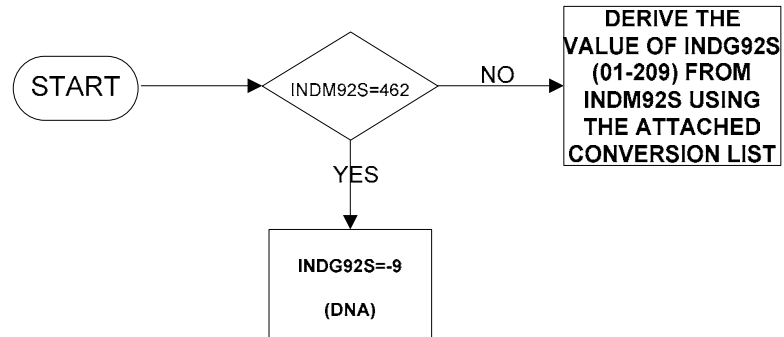 START
INDM92S=462
NO
DERIVE THE
VALUE OF INDG92S
(01-209) FROM
INDM92S USING
THE ATTACHED
CONVERSION LIST
YES
INDG92S=-9
(DNA)